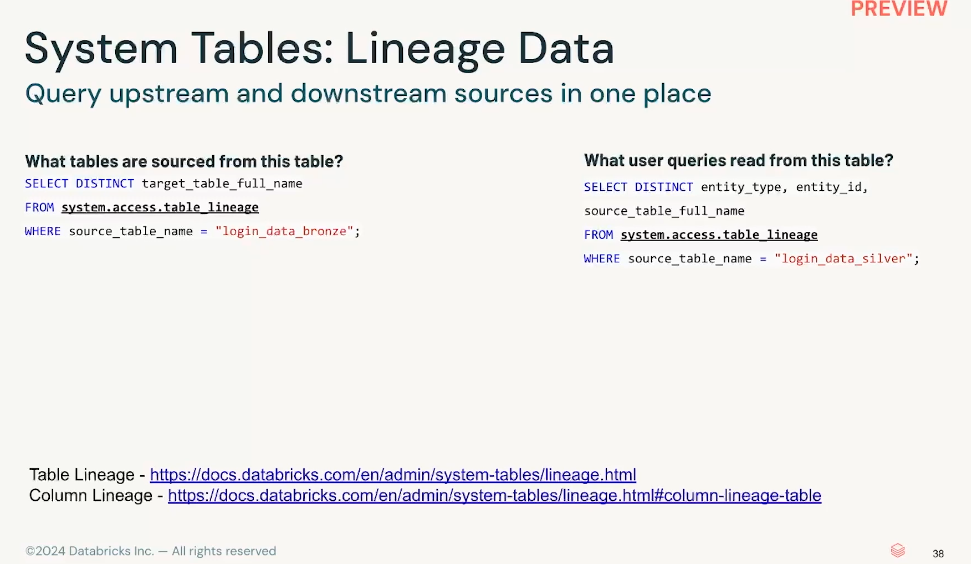 PREVIEW
System Tables: Lineage Data
Query upstream and downstream sources in one place
What tables are sourced from this table?
SELECT DISTINCT target_table_full_name
FROM system.access.table_lineage
WHERE source_table_name = "login_data_bronze";
What user queries read from this table?
SELECT DISTINCT entity_type, entity_id,
source_table_full_name
FROM system.access.table_lineage
WHERE source_table_name = "login_data_silver";
Table Lineage - https://docs.databricks.com/en/admin/system-tables/lineage.html
Column Lineage - https://docs.databricks.com/en/admin/system-tables/lineage.html#column-lineage-table
©2024 Databricks Inc. — All rights reserved
38